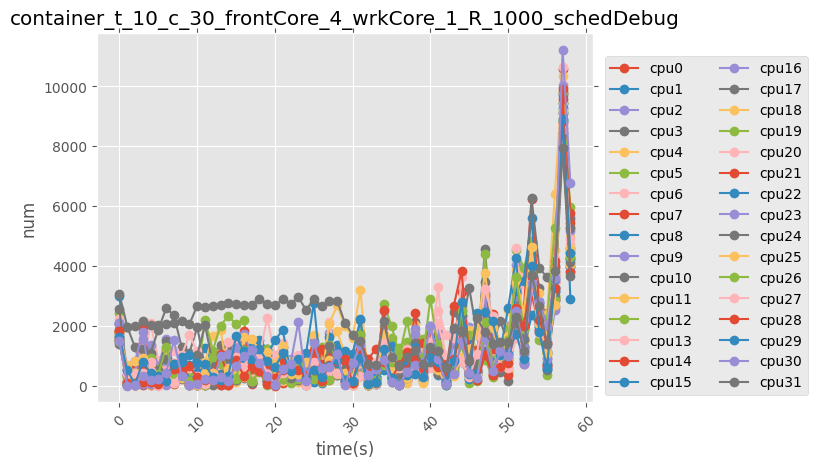 container_t_10_c_30_frontCore_4_wrkCore_1_R_1000_schedDebug
num
10000
8000
6000
4000
2000
0
0
10
20
30
40
50
60
time(s)
cpu0
cpu1
cpu2
cpu3
cpu4
cpu5
cpu6
cpu7
cpu8
cpu9
cpu10
cpu11
cpu12
cpu13
cpu14
cpu15
cpu16
cpu17
cpu18
cpu19
cpu20
cpu21
cpu22
cpu23
cpu24
cpu25
cpu26
cpu27
cpu28
cpu29
cpu30
cpu31